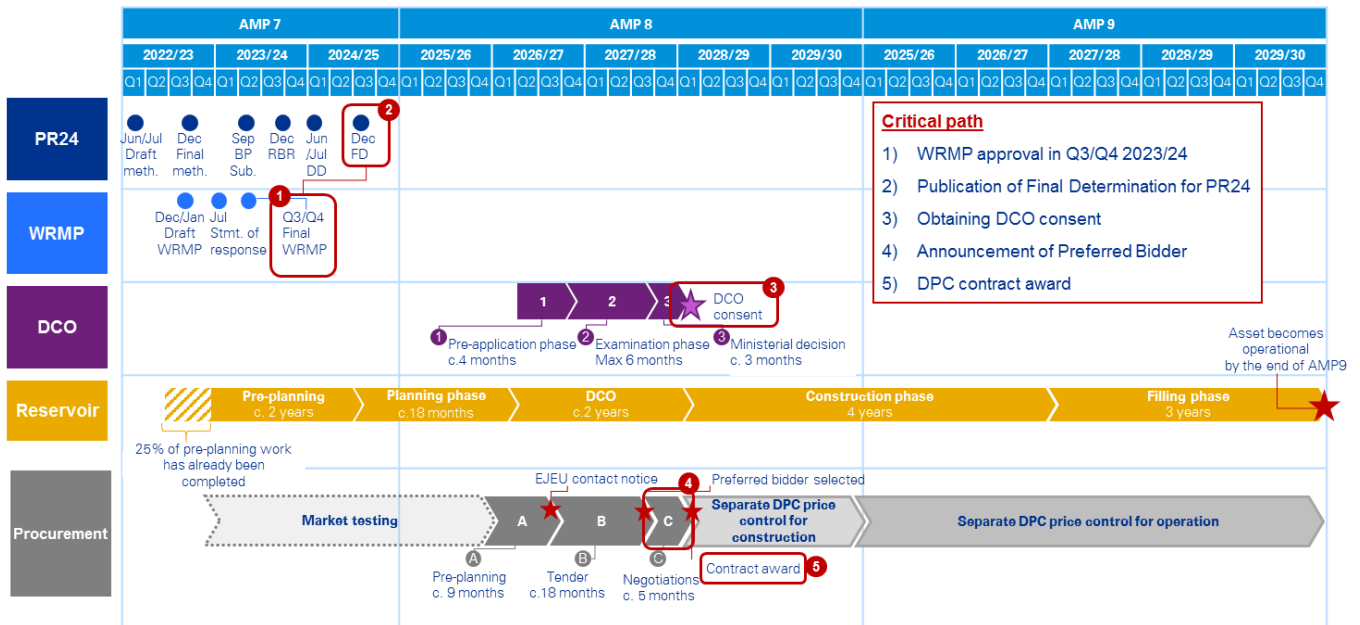 AMP 7
AMP 8
AMP 9
2022/23
2023/24
2024/25
2025/26
2026/27
2027/28
2028/29
2029/30
2025/26
2026/27
2027/28
2028/29
2029/30
Q1 Q2 Q3 Q4 Q1 Q2 Q3 Q4 Q1 Q2 Q3 Q4 Q1 Q2 Q3 Q4 Q1 Q2 Q3 Q4 Q1 Q2 Q3 Q4 Q1 Q2 Q3 Q4 Q1 Q2 Q3 Q4 Q1 Q2 Q3 Q4 Q1 Q2 Q3 Q4 Q1 Q2 Q3 Q4 Q1 Q2 Q3 Q4 Q1 Q2 Q3 Q4
PR24
Jun/Jul
Draft
meth.
Dec
Final
meth.
Sep
BP
Sub.
Dec
RBR
Jun
/Jul
DD
Dec
FD
2
Critical path
1) WRMP approval in Q3/Q4 2023/24
2) Publication of Final Determination for PR24
3) Obtaining DCO consent
4) Announcement of Preferred Bidder
5) DPC contract award
WRMP
Dec/Jan
Draft
WRMP
Jul
Stmt. of
response
1
Q3/Q4
Final
WRMP
DCO
1
2
3
DCO
consent
3
1 Pre-application phase
c.4 months
2 Examination phase
Max 6 months
3 Ministerial decision
c. 3 months
Asset becomes
operational
by the end of AMP9
Reservoir
Pre-planning
c. 2 years
Planning phase
c.18 months
DCO
c.2 years
Construction phase
4 years
Filling phase
3 years
25% of pre-planning work
has already been
completed
Procurement
EJEU contact notice
4
Preferred bidder selected
Market testing
A
B
C
Separate DPC price
control for
construction
Separate DPC price control for operation
A
Pre-planning
c. 9 months
B
Tender
c.18 months
C
Negotiations
c. 5 months
Contract award
5